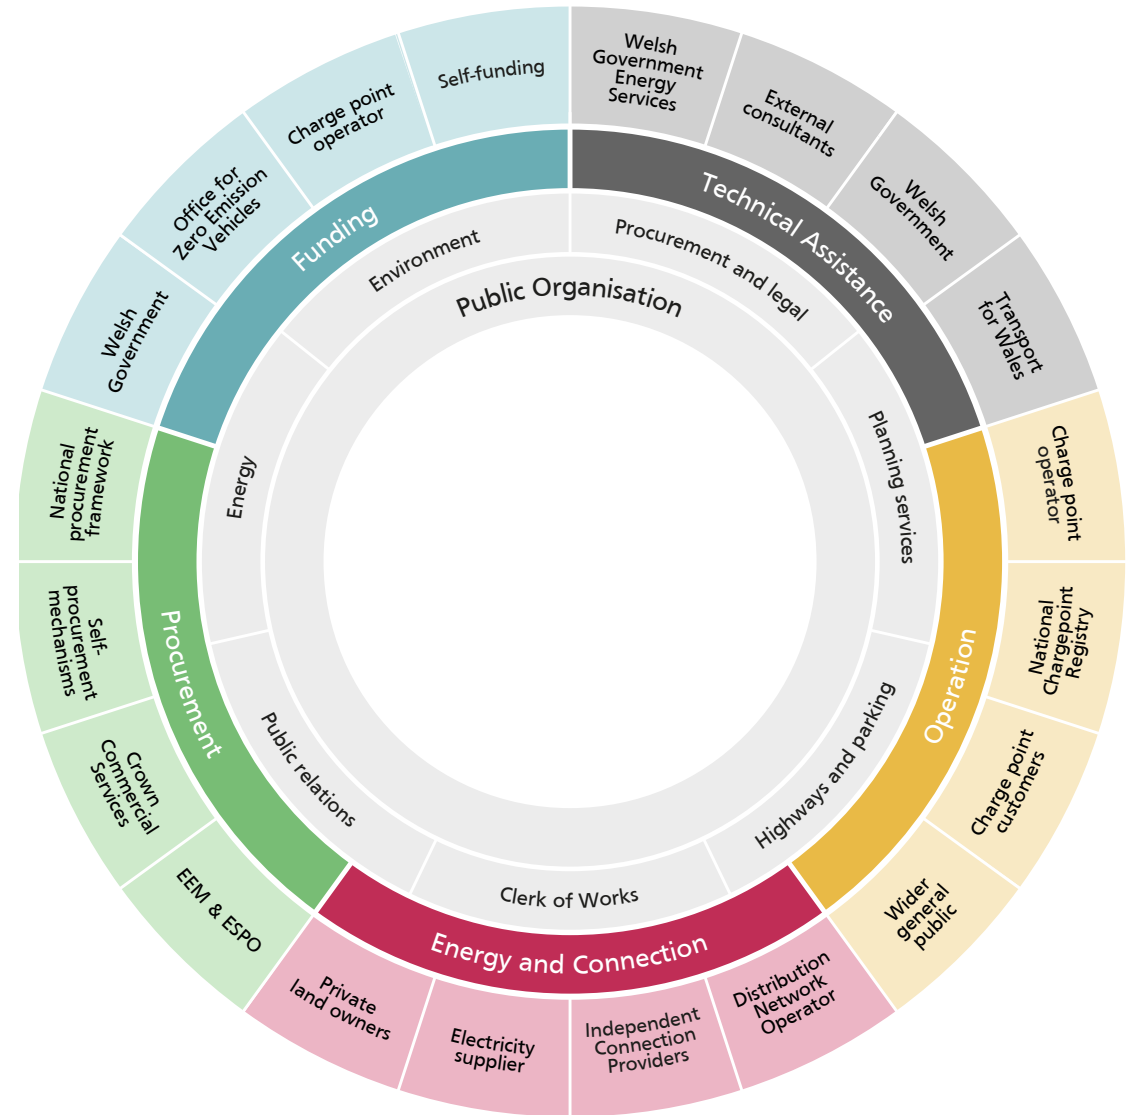 Welsh
Government
Energy
Services
External
consultants
Welsh
Government
Transport
for Wales
Charge point
operator
National
Chargepoint
Registry
Charge point
customers
Wider
general
public
Distribution
Network
Operator
Independent
Connection
Providers
Electricity
supplier
Private
land owners
EEM & ESPO
Crown
Commercial
Services
Self-
procurement
mechanisms
National
procurement
framework
Welsh
Government
Office for
Zero Emission
Vehicles
Charge point
operator
Self-funding
Technical Assistance
Operation
Energy and Connection
Procurement
Funding
Procurement and legal
Planning services
Highways and parking
Clerk of Works
Public relations
Energy
Environment
Public Organisation